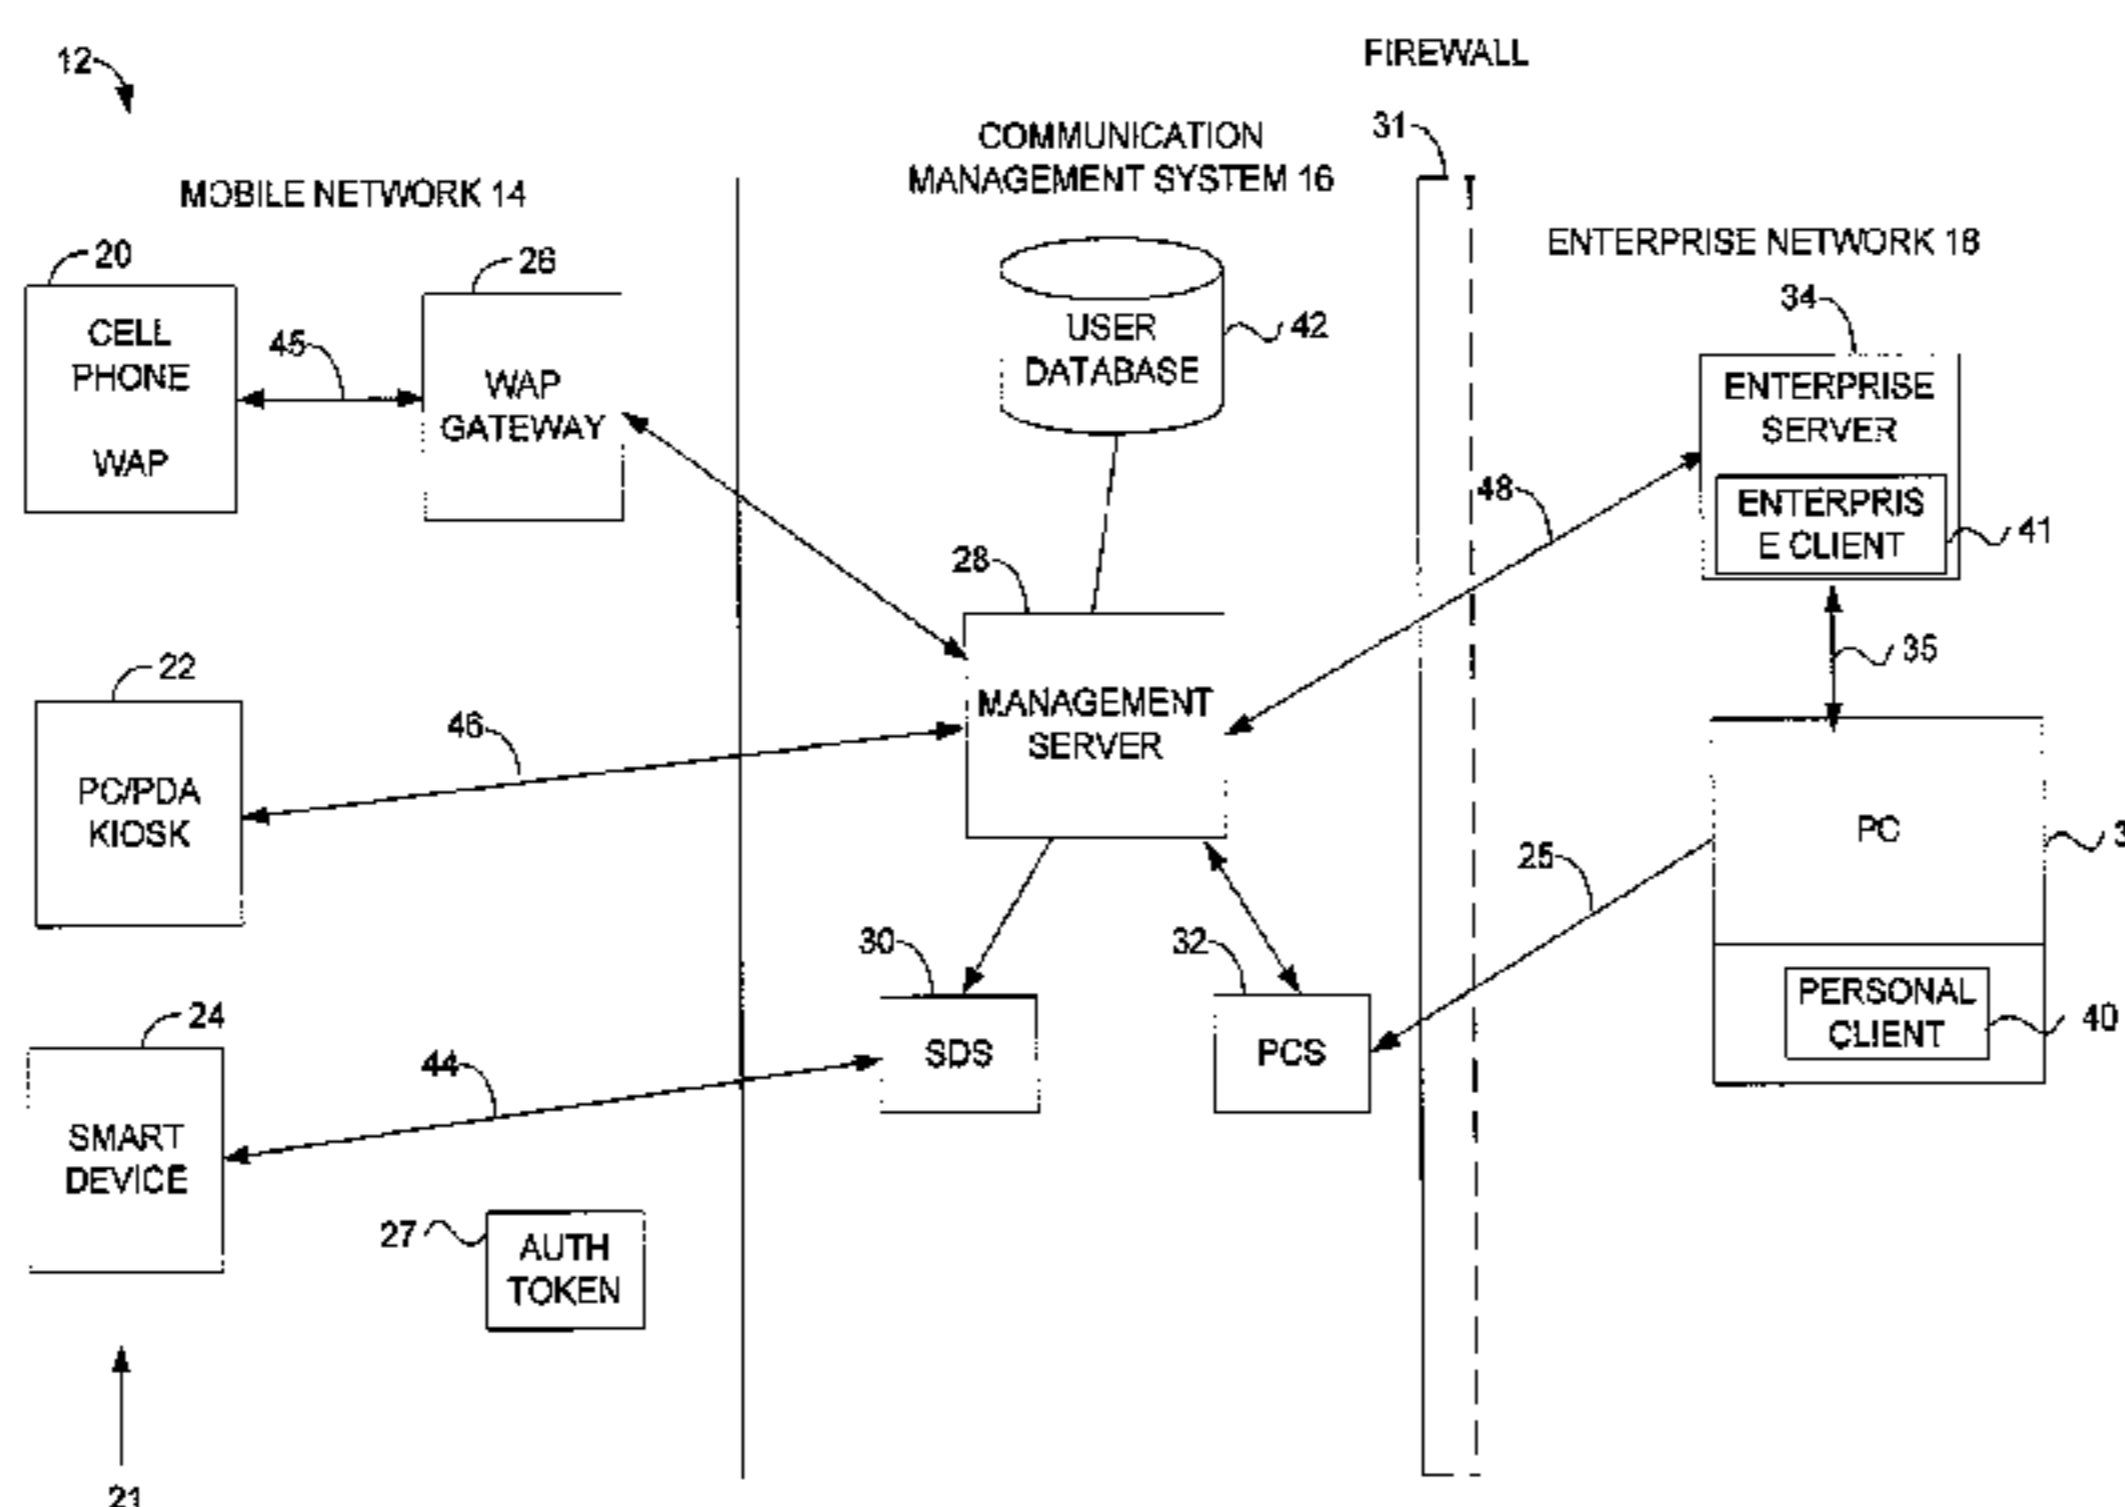 12
FIREWALL
31
COMMUNICATION
MANAGEMENT SYSTEM 16
MOBILE NETWORK 14
ENTERPRISE NETWORK 18
20
CELL
PHONE
WAP
45
26
WAP
GATEWAY
USER
DATABASE
42
34
ENTERPRISE
SERVER
ENTERPRIS
E CLIENT
41
48
28
MANAGEMENT
SERVER
35
22
PC/PDA
KIOSK
46
PC
3
25
30
SDS
32
PCS
PERSONAL
CLIENT
40
24
SMART
DEVICE
44
27
AUTH
TOKEN
21